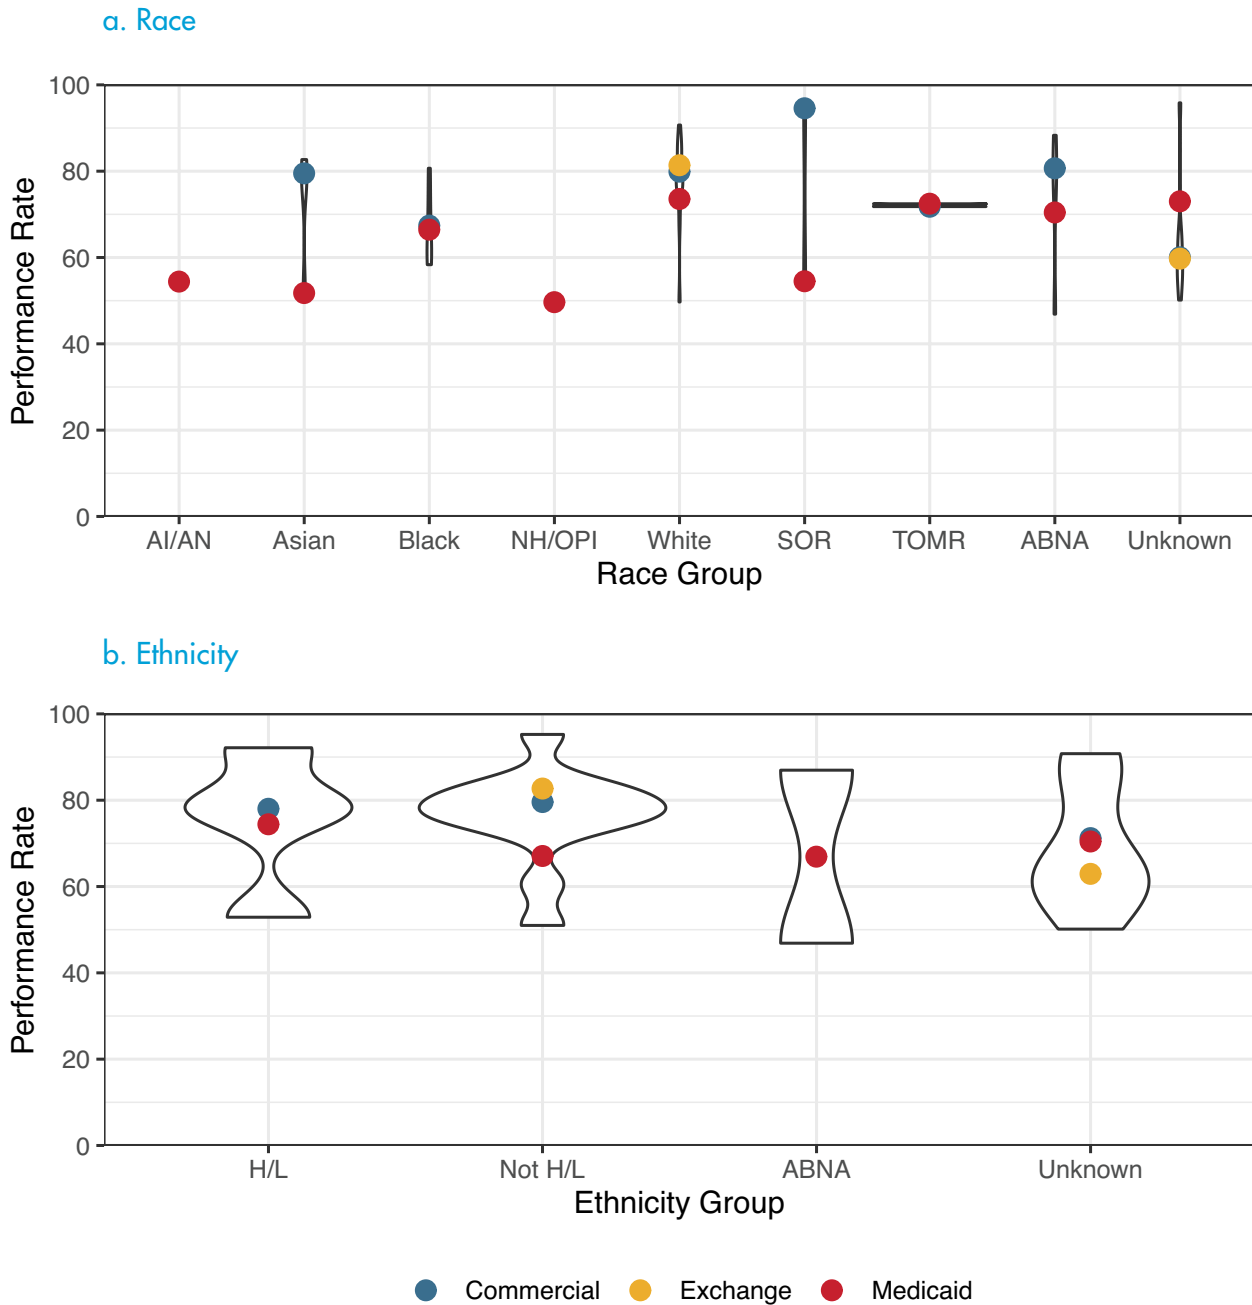 a. Race
100
80
60
40
20
0
Performance Rate
AI/AN Asian Black NH/OPI White SOR TOMR ABNA Unknown
Race Group
b. Ethnicity
100
80
60
40
20
0
Performance Rate
H/L Not H/L ABNA Unknown
Ethnicity Group
Commercial Exchange Medicaid